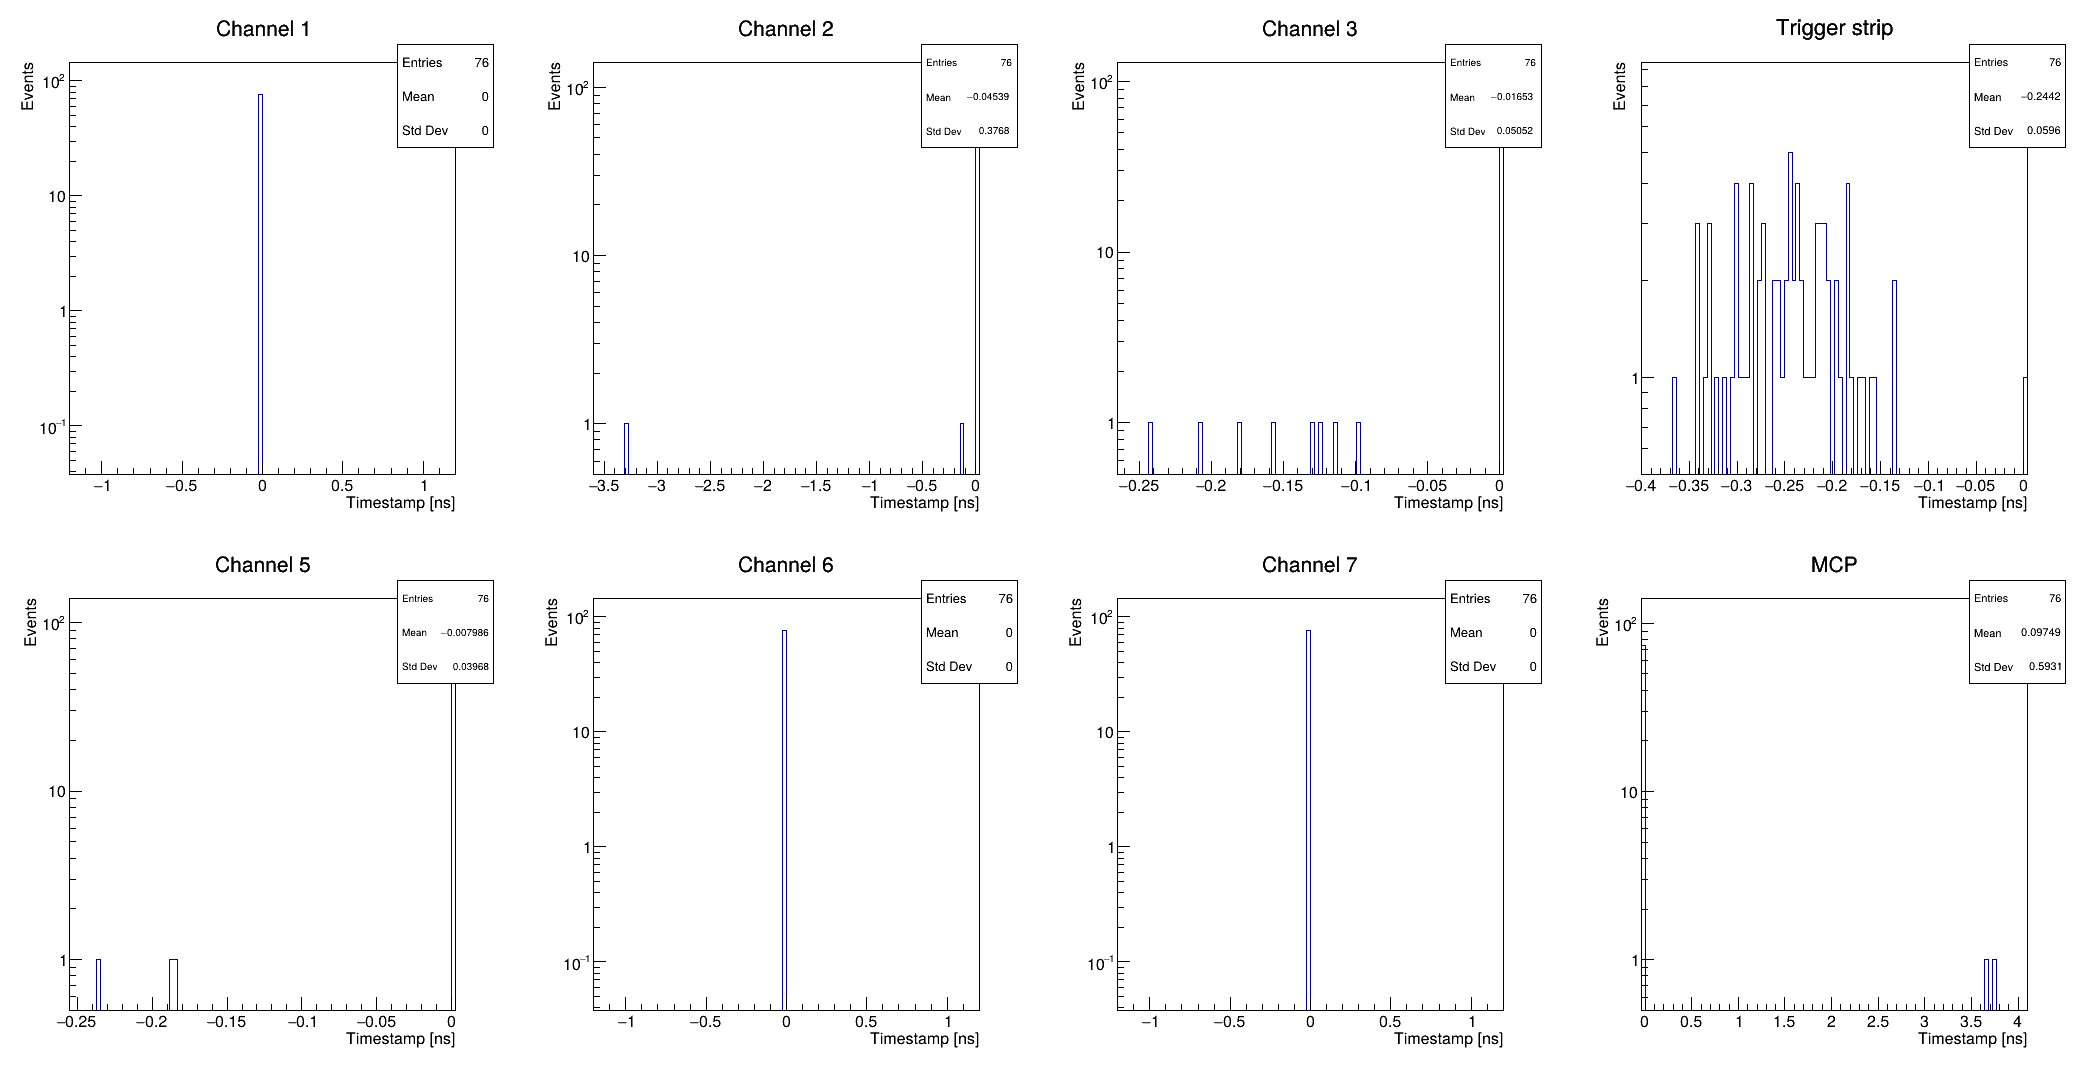 Channel 1
Events
Entries 76
Mean 0
Std Dev 0
10²
10
1
10⁻¹
−1 −0.5 0 0.5 1
Timestamp [ns]
Channel 2
Events
Entries 76
Mean −0.04539
Std Dev 0.3768
10²
10
1
−3.5 −3 −2.5 −2 −1.5 −1 −0.5 0
Timestamp [ns]
Channel 3
Events
Entries 76
Mean −0.01653
Std Dev 0.05052
10²
10
1
−0.25 −0.2 −0.15 −0.1 −0.05 0
Timestamp [ns]
Trigger strip
Events
Entries 76
Mean −0.2442
Std Dev 0.0596
1
−0.4 −0.35 −0.3 −0.25 −0.2 −0.15 −0.1 −0.05 0
Timestamp [ns]
Channel 5
Events
Entries 76
Mean −0.007986
Std Dev 0.03968
10²
10
1
−0.25 −0.2 −0.15 −0.1 −0.05 0
Timestamp [ns]
Channel 6
Events
Entries 76
Mean 0
Std Dev 0
10²
10
1
10⁻¹
−1 −0.5 0 0.5 1
Timestamp [ns]
Channel 7
Events
Entries 76
Mean 0
Std Dev 0
10²
10
1
10⁻¹
−1 −0.5 0 0.5 1
Timestamp [ns]
MCP
Events
Entries 76
Mean 0.09749
Std Dev 0.5931
10²
10
1
0 0.5 1 1.5 2 2.5 3 3.5 4
Timestamp [ns]